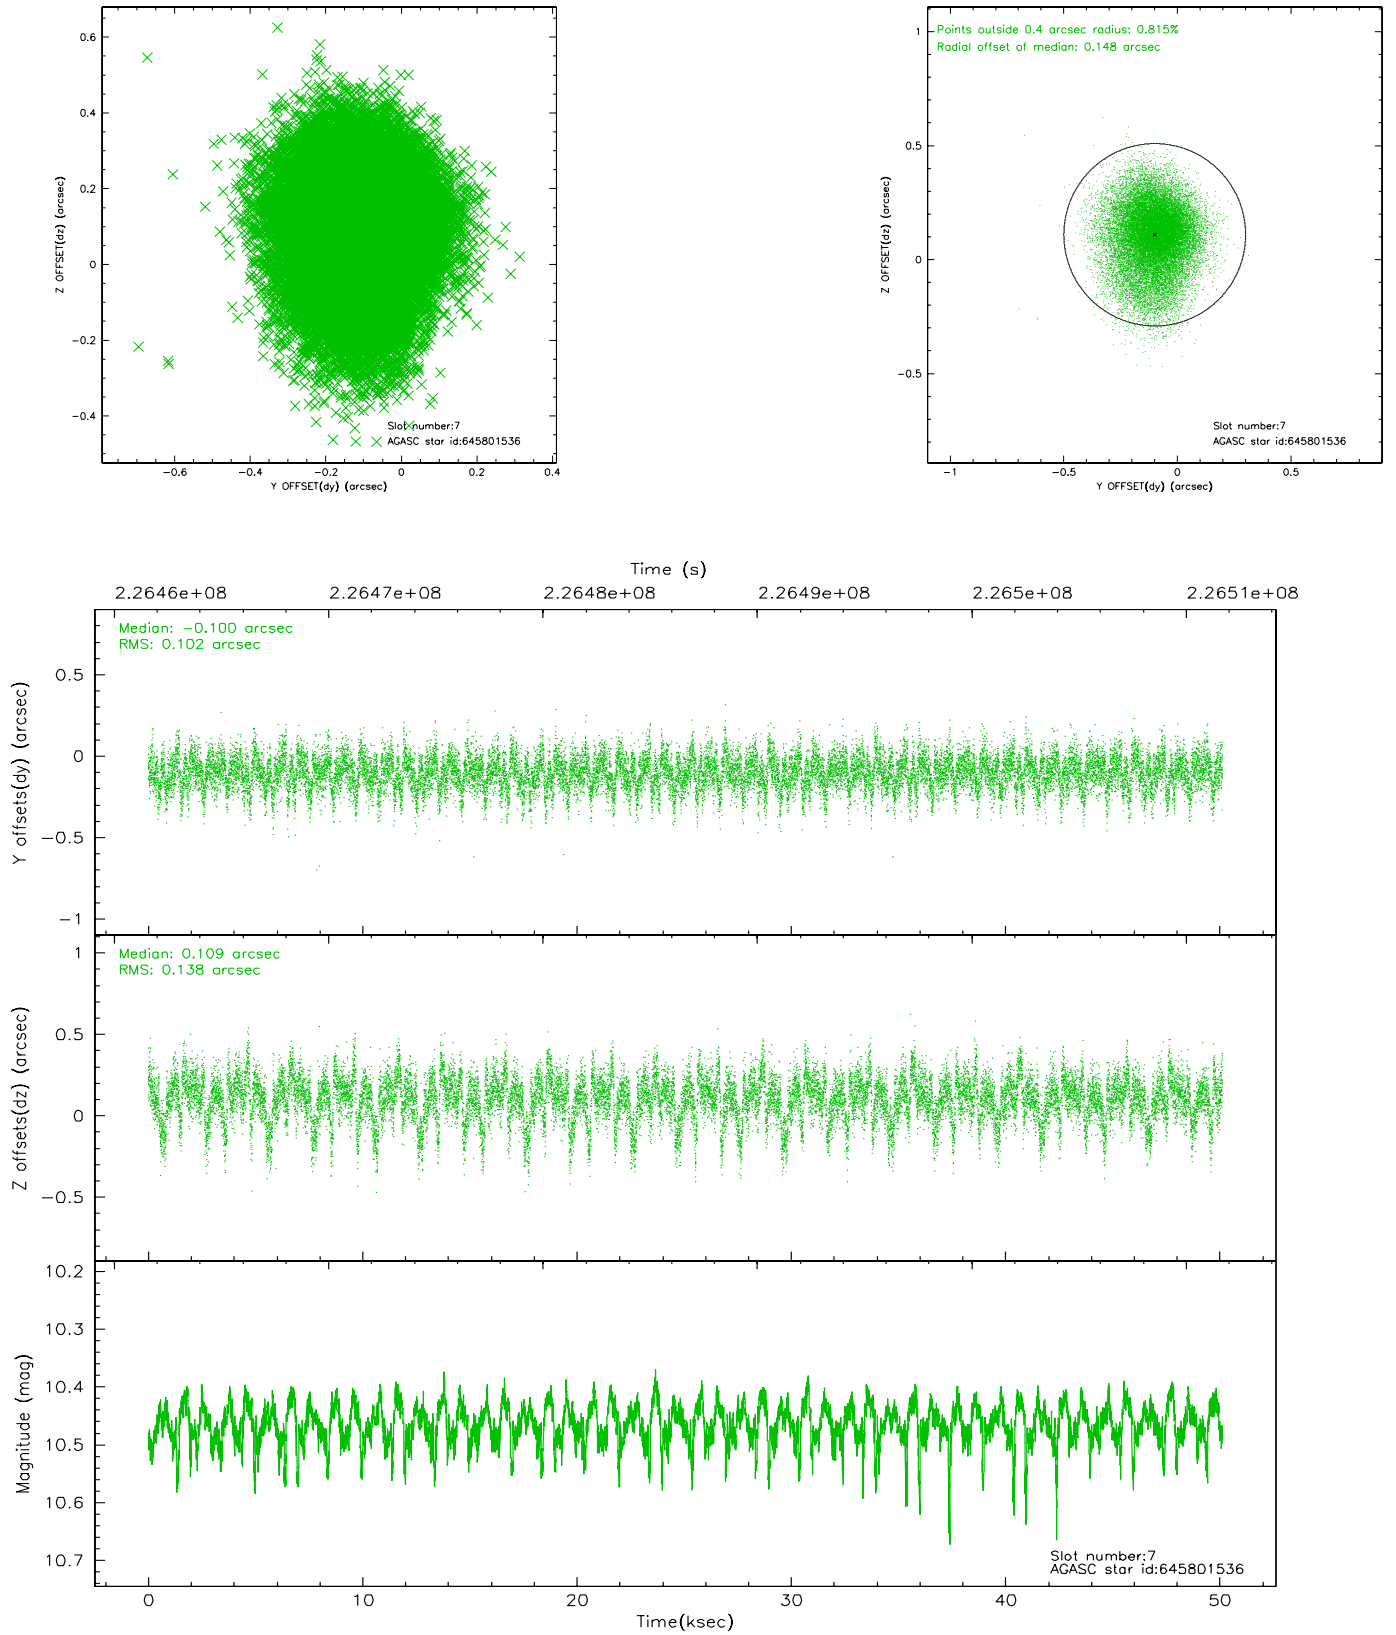 0.6
0.4
0.2
0
−0.2
−0.4
Z OFFSET(dz) (arcsec)
Slot number:7
AGASC star id:645801536
−0.6 −0.4 −0.2 0 0.2 0.4
Y OFFSET(dy) (arcsec)
Points outside 0.4 arcsec radius: 0.815%
Radial offset of median: 0.148 arcsec
1
0.5
0
−0.5
Z OFFSET(dz) (arcsec)
Slot number:7
AGASC star id:645801536
−1 −0.5 0 0.5
Y OFFSET(dy) (arcsec)
Time (s)
2.2646e+08 2.2647e+08 2.2648e+08 2.2649e+08 2.265e+08 2.2651e+08
Median: −0.100 arcsec
RMS: 0.102 arcsec
0.5
0
−0.5
−1
Y offsets(dy) (arcsec)
Median: 0.109 arcsec
RMS: 0.138 arcsec
1
0.5
0
−0.5
Z offsets(dz) (arcsec)
10.2
10.3
10.4
10.5
10.6
10.7
Magnitude (mag)
Slot number:7
AGASC star id:645801536
0 10 20 30 40 50
Time(ksec)